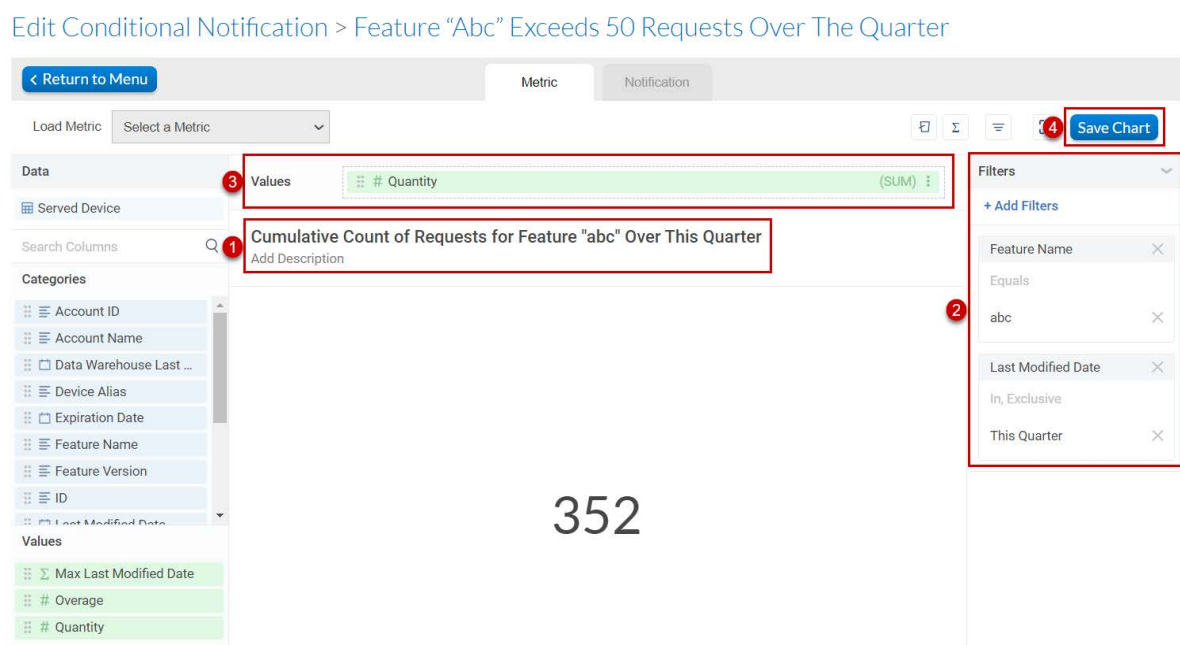 Edit Conditional Notification > Feature “Abc” Exceeds 50 Requests Over The Quarter
< Return to Menu
Metric
Notification
Load Metric
Select a Metric
Σ
4
Save Chart
Data
3
Values
# Quantity
(SUM)
Filters
Served Device
+ Add Filters
Search Columns
1
Cumulative Count of Requests for Feature "abc" Over This Quarter
Add Description
Feature Name
Equals
abc
2
Categories
Account ID
Account Name
Data Warehouse Last ...
Device Alias
Expiration Date
Feature Name
Feature Version
ID
Last Modified Date
Last Modified Date
In, Exclusive
This Quarter
352
Values
Σ Max Last Modified Date
# Overage
# Quantity